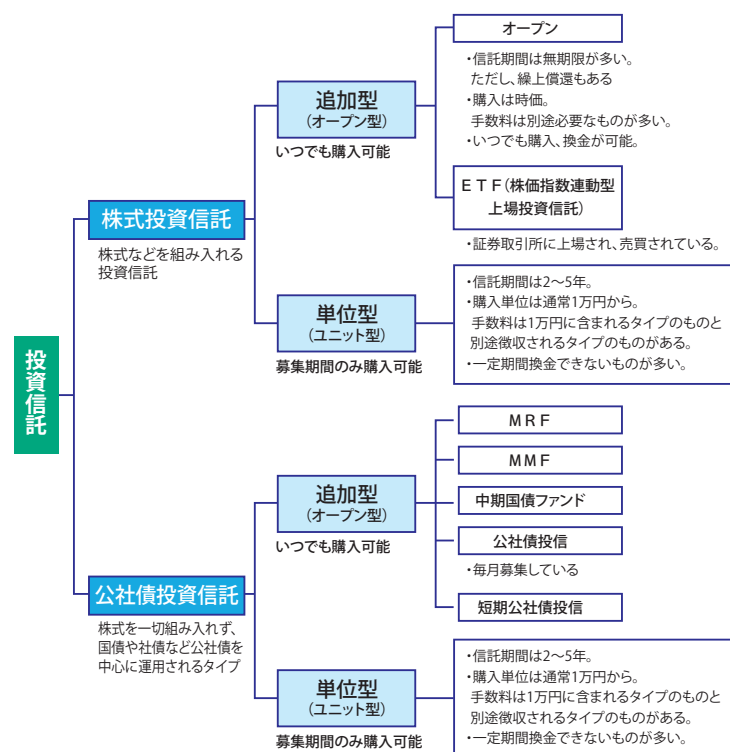 投資信託
株式投資信託
株式などを組み入れる
投資信託
追加型
(オープン型)
いつでも購入可能
オープン
・信託期間は無期限が多い。
ただし、繰上償還もある
・購入は時価。
手数料は別途必要なものが多い。
・いつでも購入、換金が可能。
ETF(株価指数連動型
上場投資信託)
・証券取引所に上場され、売買されている。
単位型
(ユニット型)
募集期間のみ購入可能
・信託期間は2〜5年。
・購入単位は通常1万円から。
手数料は1万円に含まれるタイプのものと
別途徴収されるタイプのものがある。
・一定期間換金できないものが多い。
公社債投資信託
株式を一切組み入れず、
国債や社債など公社債を
中心に運用されるタイプ
追加型
(オープン型)
いつでも購入可能
MRF
MMF
中期国債ファンド
公社債投信
・毎月募集している
短期公社債投信
単位型
(ユニット型)
募集期間のみ購入可能
・信託期間は2〜5年。
・購入単位は通常1万円から。
手数料は1万円に含まれるタイプのものと
別途徴収されるタイプのものがある。
・一定期間換金できないものが多い。